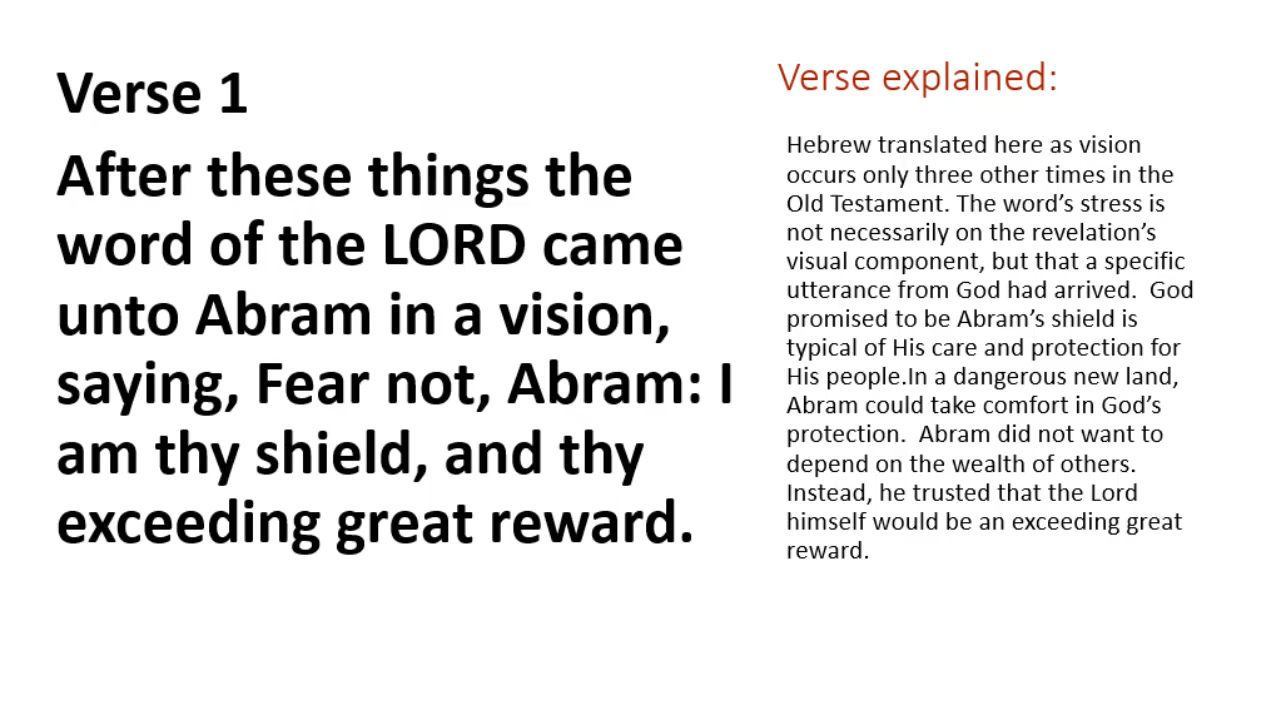 Verse 1
After these things the
word of the LORD came
unto Abram in a vision,
saying, Fear not, Abram: I
am thy shield, and thy
exceeding great reward.
Verse explained:
Hebrew translated here as vision
occurs only three other times in the
Old Testament. The word’s stress is
not necessarily on the revelation’s
visual component, but that a specific
utterance from God had arrived.  God
promised to be Abram’s shield is
typical of His care and protection for
His people.In a dangerous new land,
Abram could take comfort in God’s
protection.  Abram did not want to
depend on the wealth of others.
Instead, he trusted that the Lord
himself would be an exceeding great
reward.